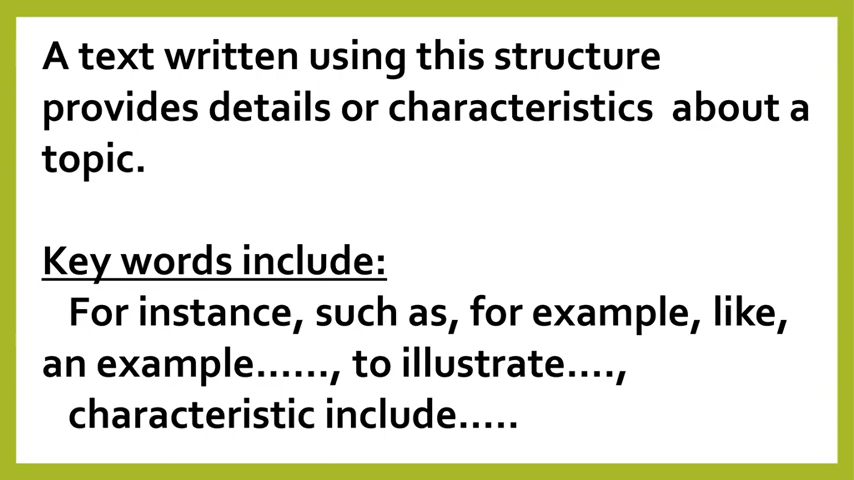 A text written using this structure
provides details or characteristics about a
topic.
Key words include:
For instance, such as, for example, like,
an example......, to illustrate....,
characteristic include.....